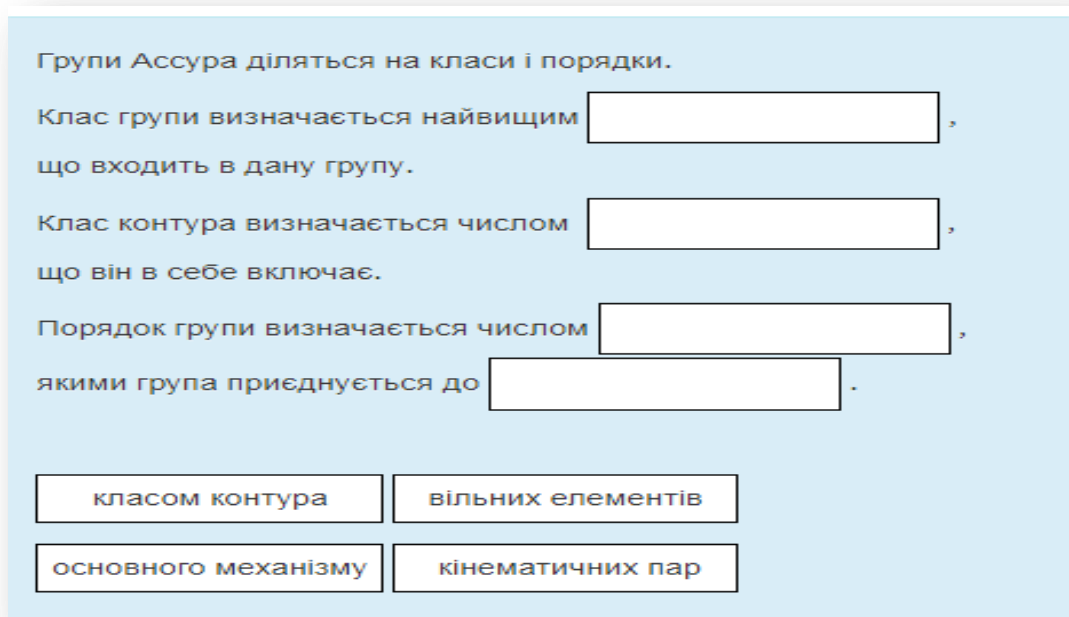 Групи Ассура діляться на класи і порядки.
Клас групи визначається найвищим ,
що входить в дану групу.
Клас контура визначається числом ,
що він в себе включає.
Порядок групи визначається числом ,
якими група приєднується до .
класом контура вільних елементів
основного механізму кінематичних пар